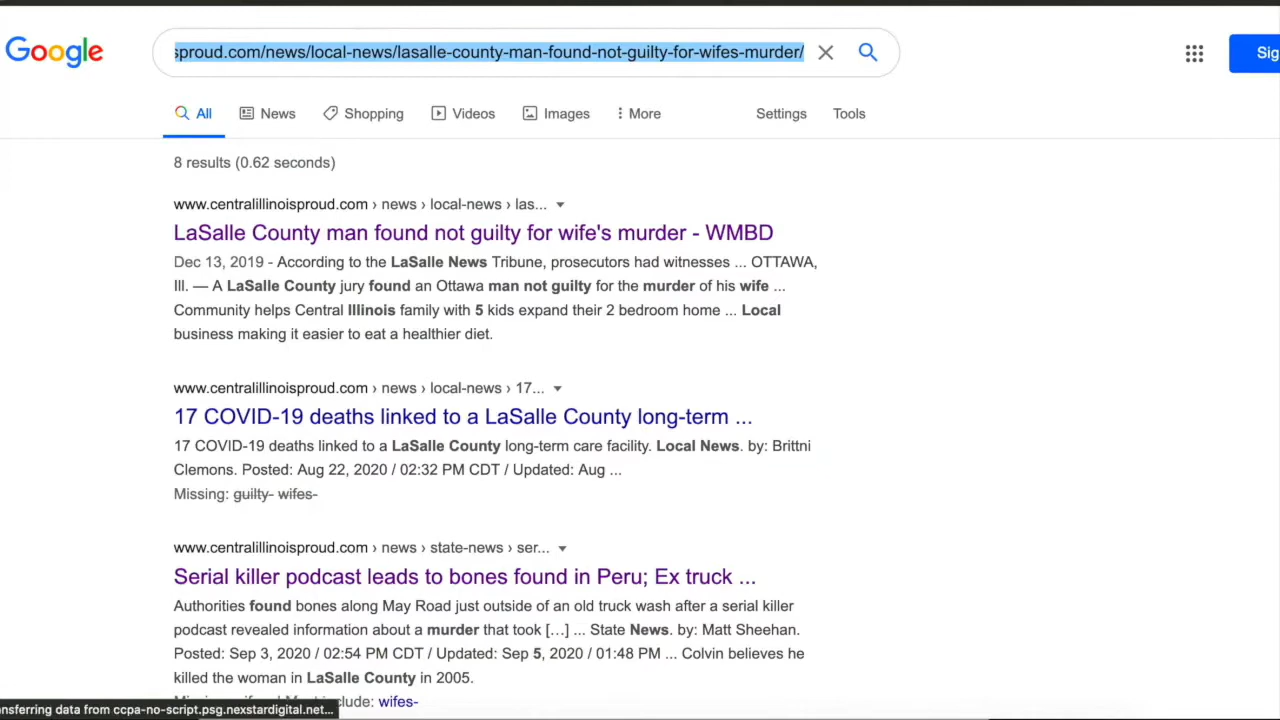 Google
sproud.com/news/local-news/lasalle-county-man-found-not-guilty-for-wifes-murder/
Sig
All News Shopping Videos Images More Settings Tools
8 results (0.62 seconds)
www.centralillinoisproud.com › news › local-news › las...
LaSalle County man found not guilty for wife's murder - WMBD
Dec 13, 2019 - According to the LaSalle News Tribune, prosecutors had witnesses ... OTTAWA,
Ill. — A LaSalle County jury found an Ottawa man not guilty for the murder of his wife ...
Community helps Central Illinois family with 5 kids expand their 2 bedroom home ... Local
business making it easier to eat a healthier diet.
www.centralillinoisproud.com › news › local-news › 17...
17 COVID-19 deaths linked to a LaSalle County long-term ...
17 COVID-19 deaths linked to a LaSalle County long-term care facility. Local News. by: Brittni
Clemons. Posted: Aug 22, 2020 / 02:32 PM CDT / Updated: Aug ...
Missing: guilty- wifes-
www.centralillinoisproud.com › news › state-news › ser...
Serial killer podcast leads to bones found in Peru; Ex truck ...
Authorities found bones along May Road just outside of an old truck wash after a serial killer
podcast revealed information about a murder that took [...] ... State News. by: Matt Sheehan.
Posted: Sep 3, 2020 / 02:54 PM CDT / Updated: Sep 5, 2020 / 01:48 PM ... Colvin believes he
killed the woman in LaSalle County in 2005.
clude: wifes-
nsferring data from ccpa-no-script.psg.nexstardigital.net...